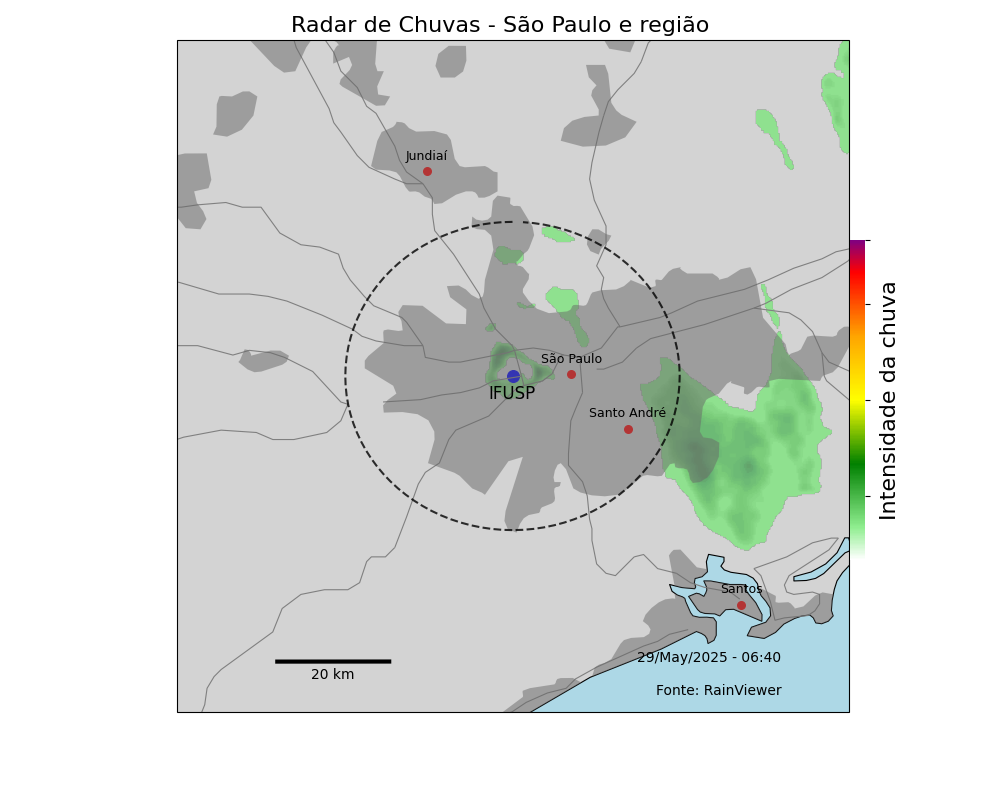 Radar de Chuvas - São Paulo e região
Jundiaí
São Paulo
IFUSP
Santo André
Intensidade da chuva
Santos
29/May/2025 - 06:40
20 km
Fonte: RainViewer